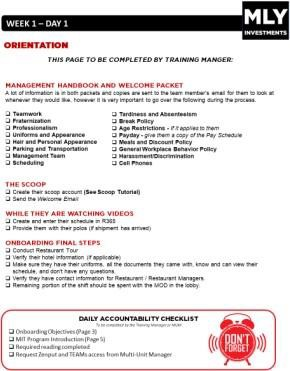 WEEK 1 – DAY 1
MLY
INVESTMENTS
ORIENTATION
THIS PAGE TO BE COMPLETED BY TRAINING MANGER:
MANAGEMENT HANDBOOK AND WELCOME PACKET
A lot of information is in both packets and copies are sent to the team member's email for them to look at
whenever they would like, however it is very important to go over the following during the process.
❑ Teamwork
❑ Fraternization
❑ Professionalism
❑ Uniforms and Appearance
❑ Hair and Personal Appearance
❑ Parking and Transportation
❑ Management Team
❑ Scheduling
❑ Tardiness and Absenteeism
❑ Break Policy
❑ Age Restrictions - if it applies to them
❑ Payday - give them a copy of the Pay Schedule
❑ Meals and Discount Policy
❑ General Workplace Behavior Policy
❑ Harassment/Discrimination
❑ Cell Phones
THE SCOOP
❑ Create their scoop account (See Scoop Tutorial)
❑ Send the Welcome Email
WHILE THEY ARE WATCHING VIDEOS
❑ Create and enter their schedule in R365
❑ Provide them with their polos (if shipment has arrived)
ONBOARDING FINAL STEPS
❑ Conduct Restaurant Tour
❑ Verify their hotel information (if applicable)
❑ Make sure they have their uniforms, all the documents they came with, know and can view their
schedule, and don't have any questions.
❑ Verify they have contact information for Restaurant / Restaurant Managers.
❑ Remaining portion of the shift should be spent with the MOD in the lobby.
DAILY ACCOUNTABILITY CHECKLIST
To be completed by the Training Manager or MUM
❑ Onboarding Objectives (Page 3)
❑ MIT Program Introduction (Page 5)
❑ Required reading completed
❑ Request Zenput and TEAMs access from Multi-Unit Manager
DON'T
FORGET